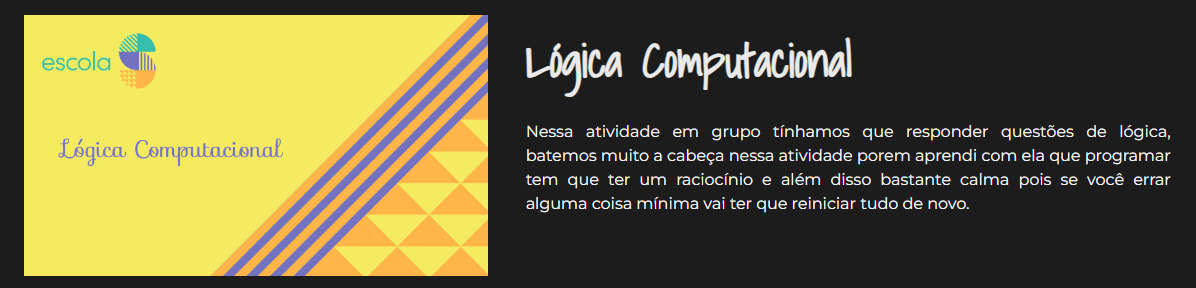 escola
Lógica Computacional
Lógica Computacional
Nessa atividade em grupo tínhamos que responder questões de lógica,
batemos muito a cabeça nessa atividade porem aprendi com ela que programar
tem que ter um raciocínio e além disso bastante calma pois se você errar
alguma coisa mínima vai ter que reiniciar tudo de novo.